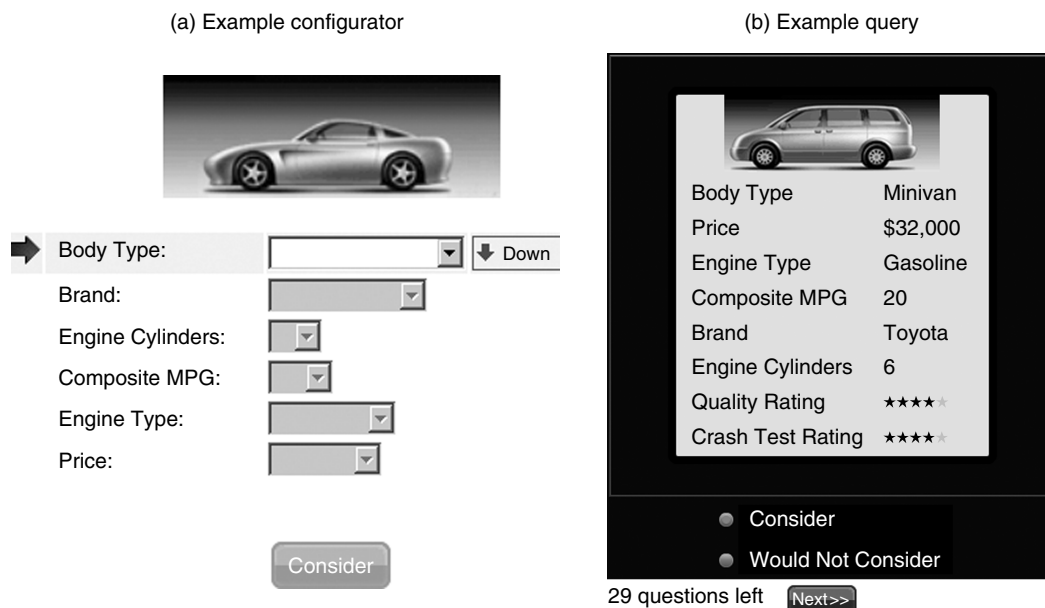 (a) Example configurator
Body Type:
Down
Brand:
Engine Cylinders:
Composite MPG:
Engine Type:
Price:
Consider
(b) Example query
Body Type Minivan
Price $32,000
Engine Type Gasoline
Composite MPG 20
Brand Toyota
Engine Cylinders 6
Quality Rating ★★★★★
Crash Test Rating ★★★★★
Consider
Would Not Consider
29 questions left Next>>